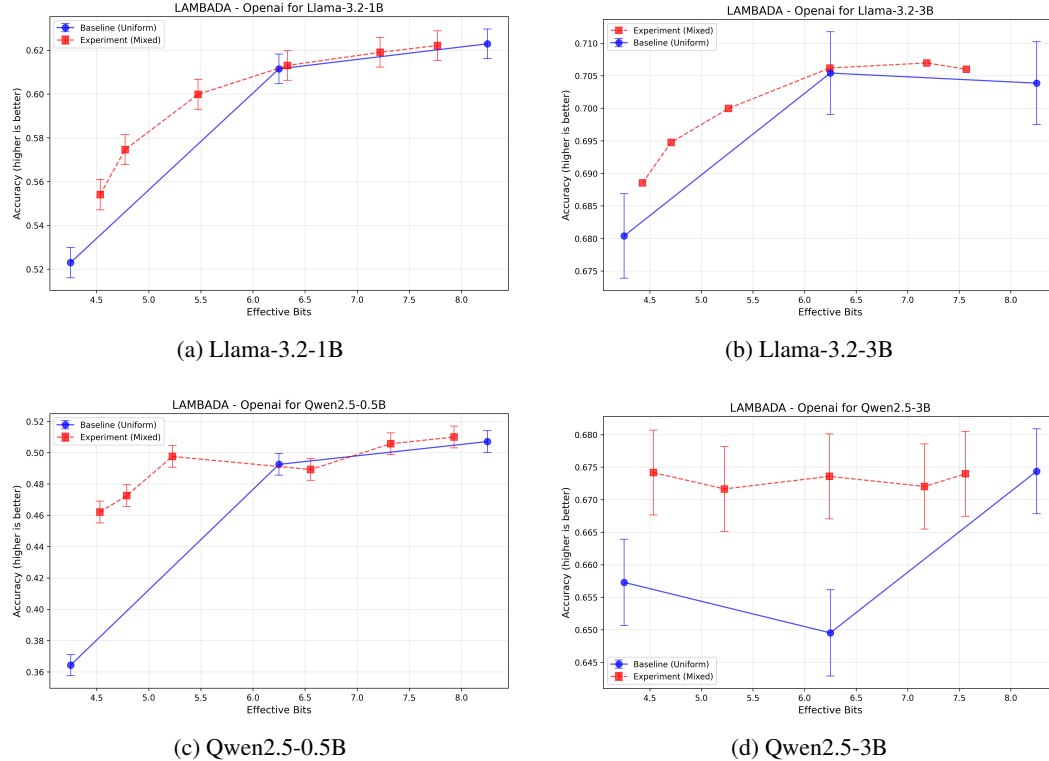 LAMBADA - Openai for Llama-3.2-1B
Baseline (Uniform)
Experiment (Mixed)
0.62
0.60
0.58
0.56
0.54
0.52
Accuracy (higher is better)
4.5 5.0 5.5 6.0 6.5 7.0 7.5 8.0
Effective Bits
(a) Llama-3.2-1B
LAMBADA - Openai for Llama-3.2-3B
Experiment (Mixed)
Baseline (Uniform)
0.710
0.705
0.700
0.695
0.690
0.685
0.680
0.675
Accuracy (higher is better)
4.5 5.0 5.5 6.0 6.5 7.0 7.5 8.0
Effective Bits
(b) Llama-3.2-3B
LAMBADA - Openai for Qwen2.5-0.5B
Baseline (Uniform)
Experiment (Mixed)
0.52
0.50
0.48
0.46
0.44
0.42
0.40
0.38
0.36
Accuracy (higher is better)
4.5 5.0 5.5 6.0 6.5 7.0 7.5 8.0
Effective Bits
(c) Qwen2.5-0.5B
LAMBADA - Openai for Qwen2.5-3B
0.680
0.675
0.670
0.665
0.660
0.655
0.650
0.645
Accuracy (higher is better)
Baseline (Uniform)
Experiment (Mixed)
4.5 5.0 5.5 6.0 6.5 7.0 7.5 8.0
Effective Bits
(d) Qwen2.5-3B